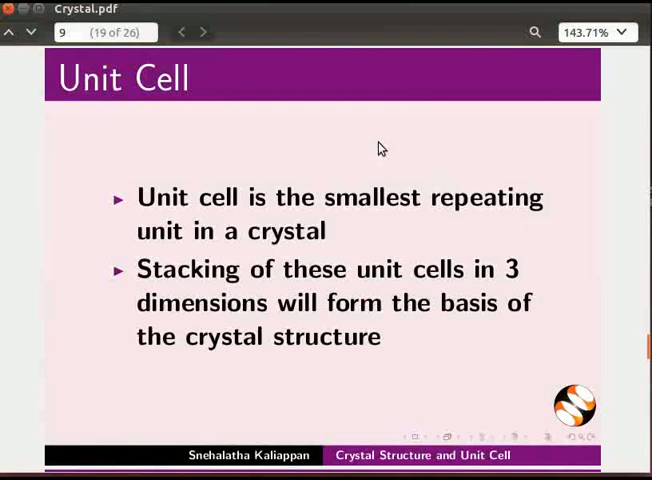 Crystal.pdf
9 (19 of 26) 143.71%
Unit Cell
Unit cell is the smallest repeating
unit in a crystal
Stacking of these unit cells in 3
dimensions will form the basis of
the crystal structure
Snehalatha Kaliappan Crystal Structure and Unit Cell